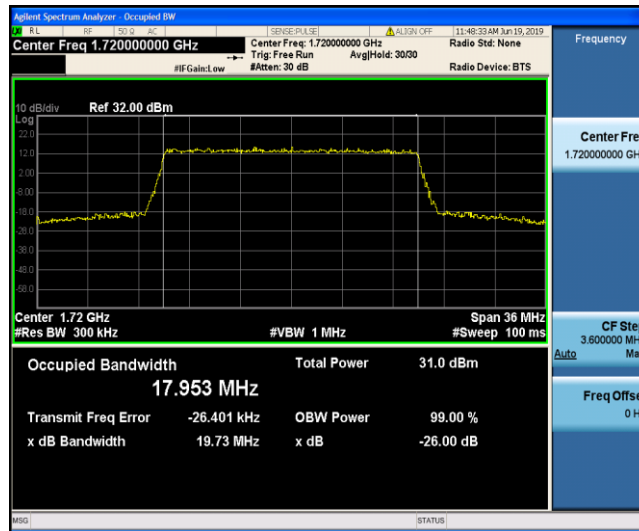 Agilent Spectrum Analyzer - Occupied BW
RL RF 50 Ω AC SENSE:PULSE ALIGN OFF 11:48:33 AM Jun 19, 2019
Center Freq 1.720000000 GHz Center Freq: 1.720000000 GHz Radio Std: None Frequency
Trig: Free Run Avg|Hold: 30/30
#IFGain:Low #Atten: 30 dB Radio Device: BTS
10 dB/div Ref 32.00 dBm
Log
22.0
12.0
2.00
-8.00
-18.0
-28.0
-38.0
-48.0
-58.0
Center Fre
1.720000000 GH
Center 1.72 GHz Span 36 MHz
#Res BW 300 kHz #VBW 1 MHz #Sweep 100 ms
CF Ste
3.600000 MH
Auto Ma
Occupied Bandwidth Total Power 31.0 dBm
17.953 MHz
Transmit Freq Error -26.401 kHz OBW Power 99.00 %
x dB Bandwidth 19.73 MHz x dB -26.00 dB
Freq Offse
0 H
MSG STATUS